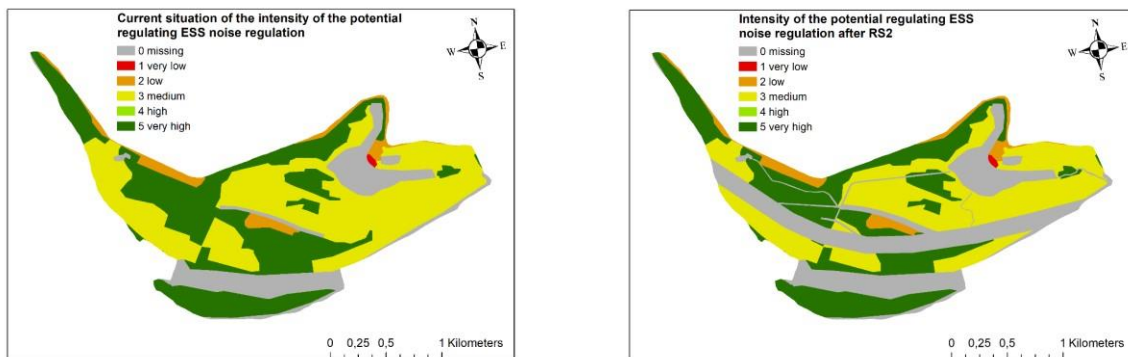 Current situation of the intensity of the potential
regulating ESS noise regulation
0 missing
1 very low
2 low
3 medium
4 high
5 very high
N
W E
S
0 0,25 0,5 1 Kilometers
Intensity of the potential regulating ESS
noise regulation after RS2
0 missing
1 very low
2 low
3 medium
4 high
5 very high
N
W E
S
0 0,25 0,5 1 Kilometers